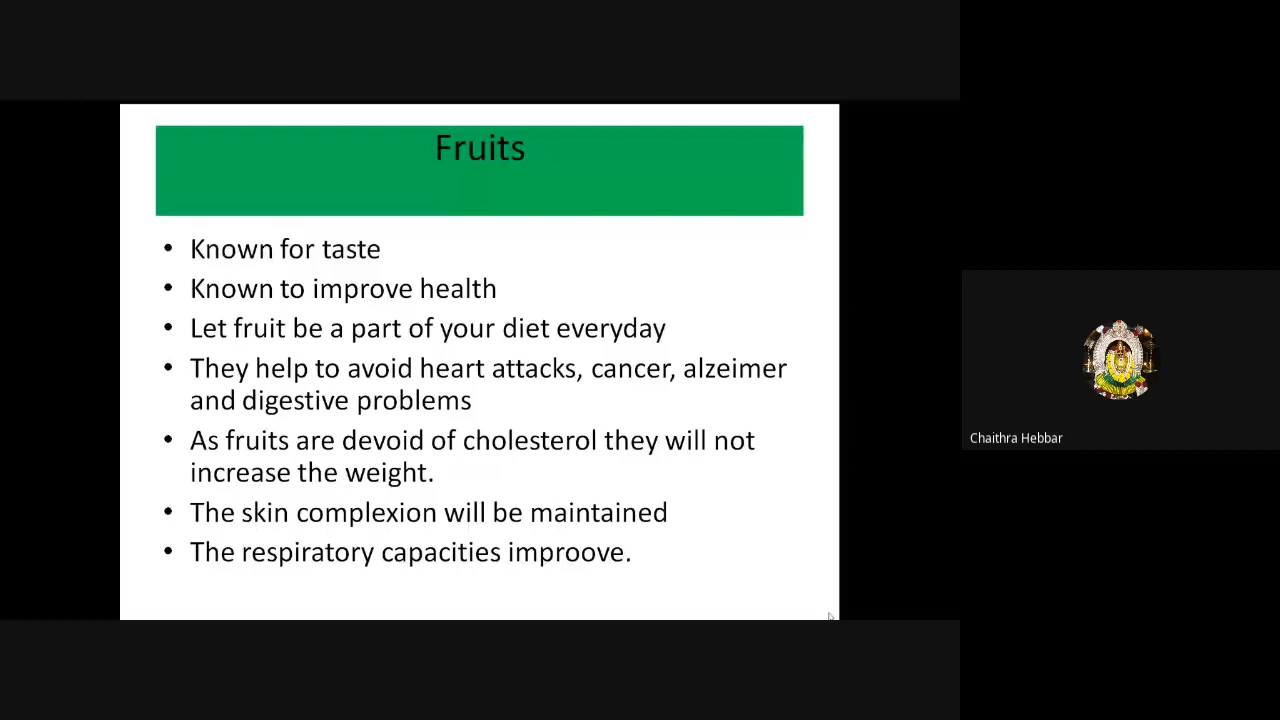 Fruits
• Known for taste
• Known to improve health
• Let fruit be a part of your diet everyday
• They help to avoid heart attacks, cancer, alzeimer
and digestive problems
• As fruits are devoid of cholesterol they will not
increase the weight.
• The skin complexion will be maintained
• The respiratory capacities improove.
Chaithra Hebbar